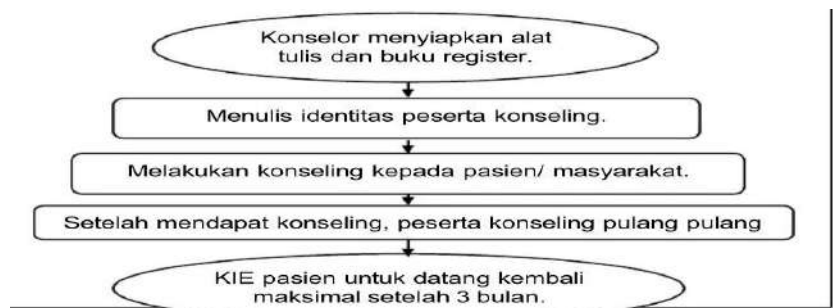 Konselor menyiapkan alat
tulis dan buku register.
Menulis identitas peserta konseling.
Melakukan konseling kepada pasien/ masyarakat.
Setelah mendapat konseling, peserta konseling pulang pulang
KIE pasien untuk datang kembali
maksimal setelah 3 bulan.